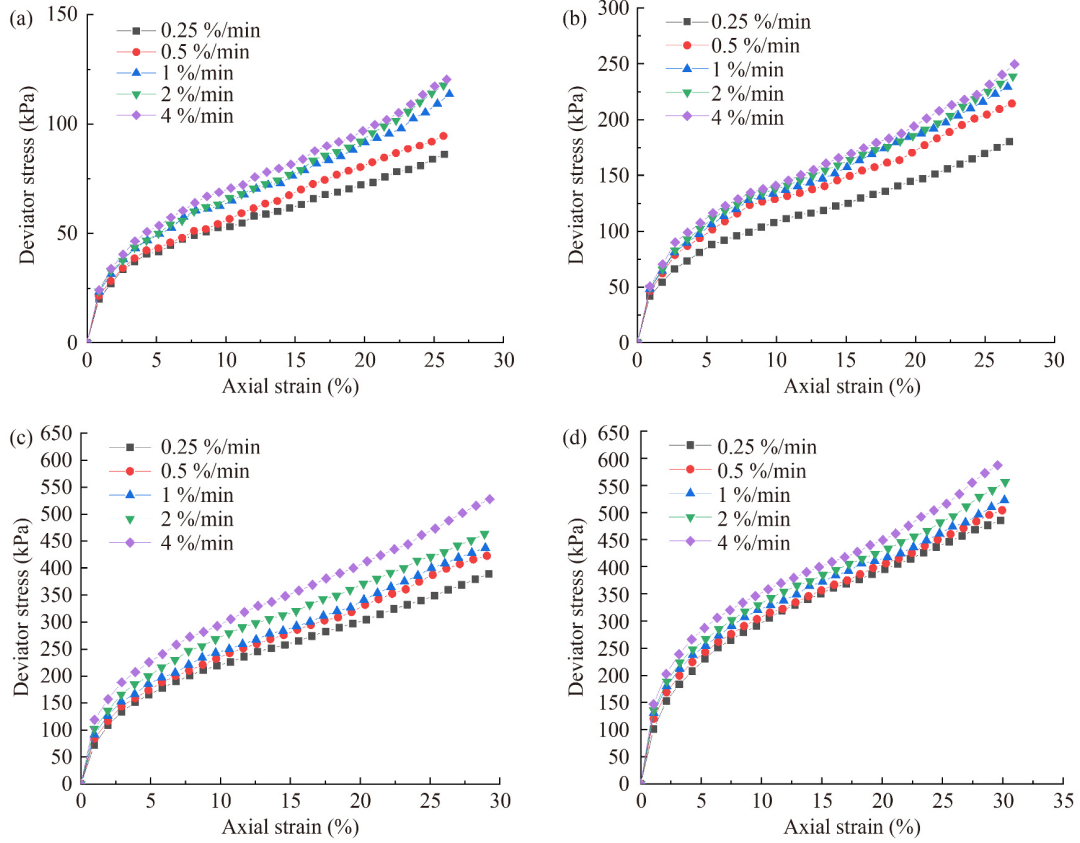 (a)
150
100
50
0
Deviator stress (kPa)
0.25 %/min
0.5 %/min
1 %/min
2 %/min
4 %/min
0 5 10 15 20 25 30
Axial strain (%)
(b)
300
250
200
150
100
50
0
Deviator stress (kPa)
0.25 %/min
0.5 %/min
1 %/min
2 %/min
4 %/min
0 5 10 15 20 25 30
Axial strain (%)
(c)
650
600
550
500
450
400
350
300
250
200
150
100
50
0
Deviator stress (kPa)
0.25 %/min
0.5 %/min
1 %/min
2 %/min
4 %/min
0 5 10 15 20 25 30
Axial strain (%)
(d)
650
600
550
500
450
400
350
300
250
200
150
100
50
0
Deviator stress (kPa)
0.25 %/min
0.5 %/min
1 %/min
2 %/min
4 %/min
0 5 10 15 20 25 30 35
Axial strain (%)